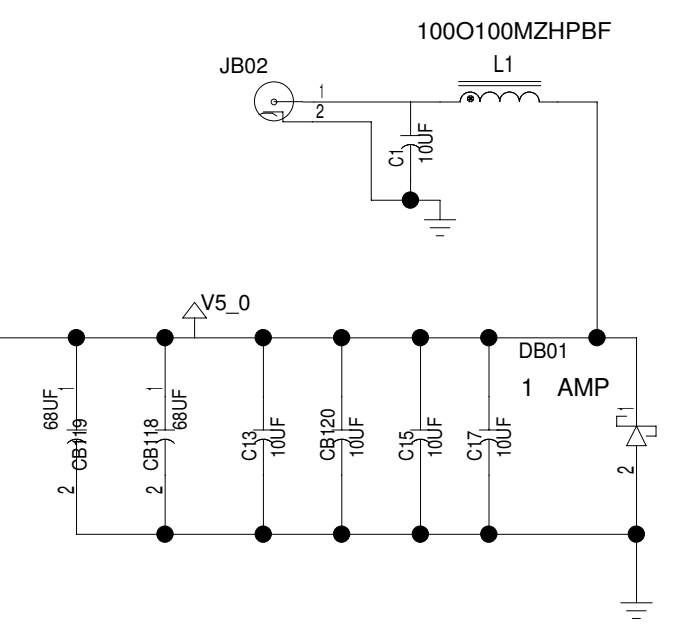 100O100MZHPBF
L1
JB02
1
2
C1
10UF
V5_0
DB01
1 AMP
1
2
68UF
CB119
1
2
CB118
68UF
1
2
C13
10UF
CB120
10UF
C15
10UF
C17
10UF